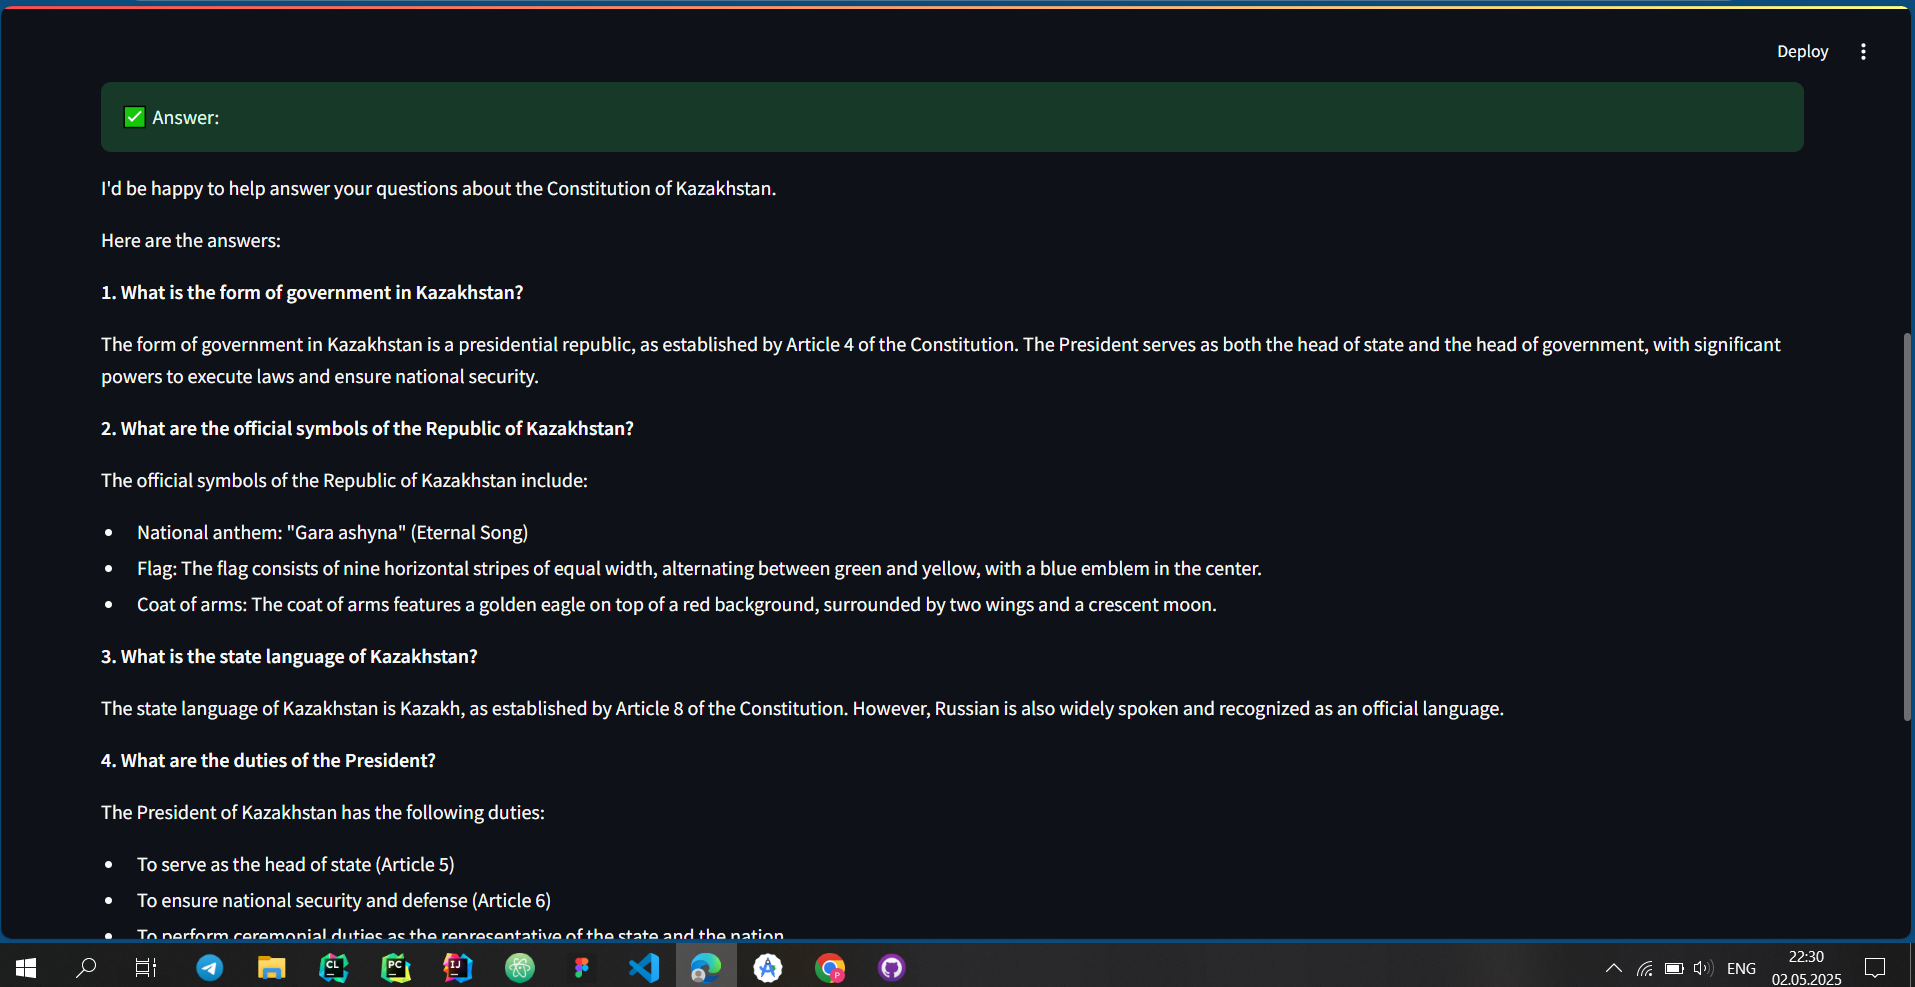 Deploy
✅ Answer:
I'd be happy to help answer your questions about the Constitution of Kazakhstan.
Here are the answers:
1. What is the form of government in Kazakhstan?
The form of government in Kazakhstan is a presidential republic, as established by Article 4 of the Constitution. The President serves as both the head of state and the head of government, with significant
powers to execute laws and ensure national security.
2. What are the official symbols of the Republic of Kazakhstan?
The official symbols of the Republic of Kazakhstan include:
• National anthem: "Gara ashyna" (Eternal Song)
• Flag: The flag consists of nine horizontal stripes of equal width, alternating between green and yellow, with a blue emblem in the center.
• Coat of arms: The coat of arms features a golden eagle on top of a red background, surrounded by two wings and a crescent moon.
3. What is the state language of Kazakhstan?
The state language of Kazakhstan is Kazakh, as established by Article 8 of the Constitution. However, Russian is also widely spoken and recognized as an official language.
4. What are the duties of the President?
The President of Kazakhstan has the following duties:
• To serve as the head of state (Article 5)
• To ensure national security and defense (Article 6)
• To perform ceremonial duties as the representative of the state and the nation
CL
PC
IJ
P
ENG
22:30
02.05.2025